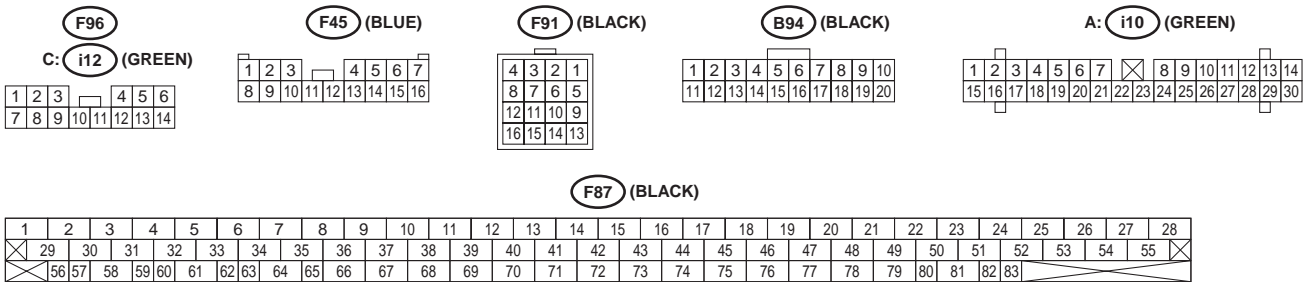 F96
C: i12 (GREEN)
1 2 3 4 5 6
7 8 9 10 11 12 13 14
F45 (BLUE)
1 2 3 4 5 6 7
8 9 10 11 12 13 14 15 16
F91 (BLACK)
4 3 2 1
8 7 6 5
12 11 10 9
16 15 14 13
B94 (BLACK)
1 2 3 4 5 6 7 8 9 10
11 12 13 14 15 16 17 18 19 20
A: i10 (GREEN)
1 2 3 4 5 6 7 8 9 10 11 12 13 14
15 16 17 18 19 20 21 22 23 24 25 26 27 28 29 30
F87 (BLACK)
1 2 3 4 5 6 7 8 9 10 11 12 13 14 15 16 17 18 19 20 21 22 23 24 25 26 27 28
29 30 31 32 33 34 35 36 37 38 39 40 41 42 43 44 45 46 47 48 49 50 51 52 53 54 55
56 57 58 59 60 61 62 63 64 65 66 67 68 69 70 71 72 73 74 75 76 77 78 79 80 81 82 83